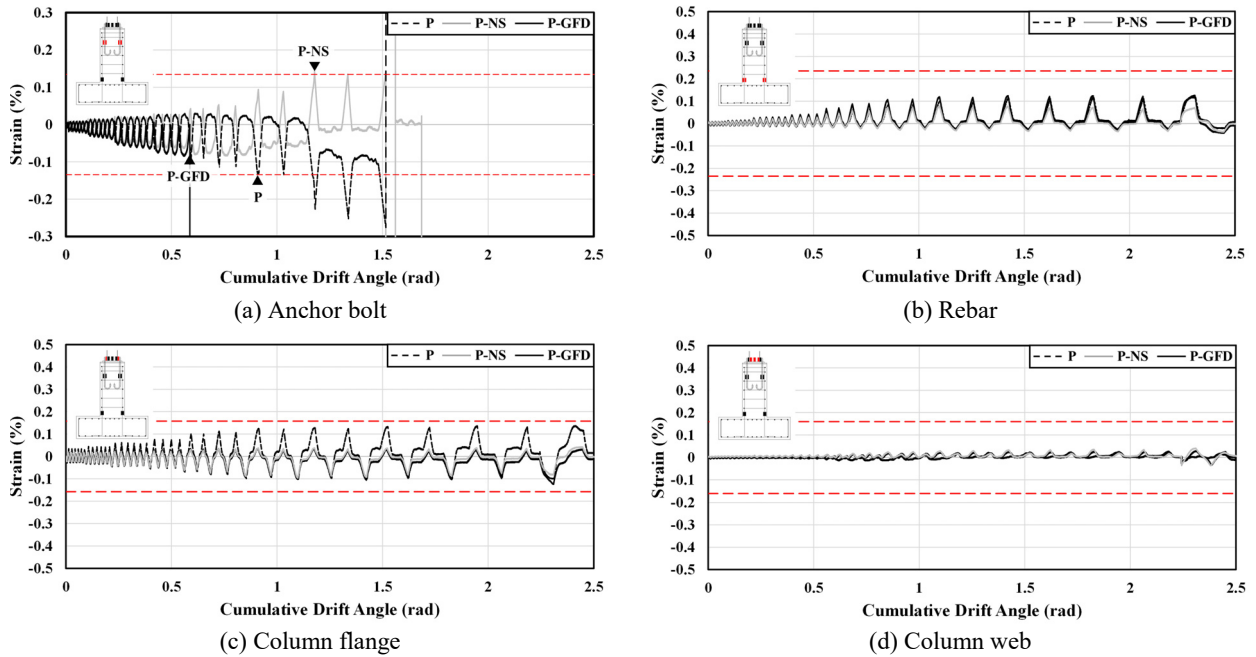 P P-NS P-GFD
0.3
0.2
0.1
0
-0.1
-0.2
-0.3
Strain (%)
P-NS
P-GFD
P
0 0.5 1 1.5 2 2.5
Cumulative Drift Angle (rad)
(a) Anchor bolt
P P-NS P-GFD
0.5
0.4
0.3
0.2
0.1
0
-0.1
-0.2
-0.3
-0.4
-0.5
Strain (%)
0 0.5 1 1.5 2 2.5
Cumulative Drift Angle (rad)
(b) Rebar
P P-NS P-GFD
0.5
0.4
0.3
0.2
0.1
0
-0.1
-0.2
-0.3
-0.4
-0.5
Strain (%)
0 0.5 1 1.5 2 2.5
Cumulative Drift Angle (rad)
(c) Column flange
P P-NS P-GFD
0.5
0.4
0.3
0.2
0.1
0
-0.1
-0.2
-0.3
-0.4
-0.5
Strain (%)
0 0.5 1 1.5 2 2.5
Cumulative Drift Angle (rad)
(d) Column web